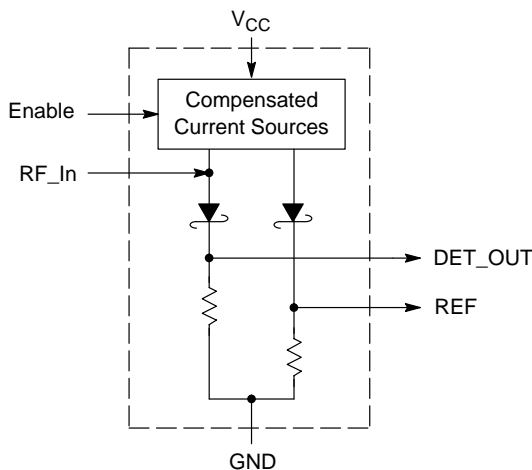 VCC
Enable
Compensated
Current Sources
RF_In
DET_OUT
REF
GND